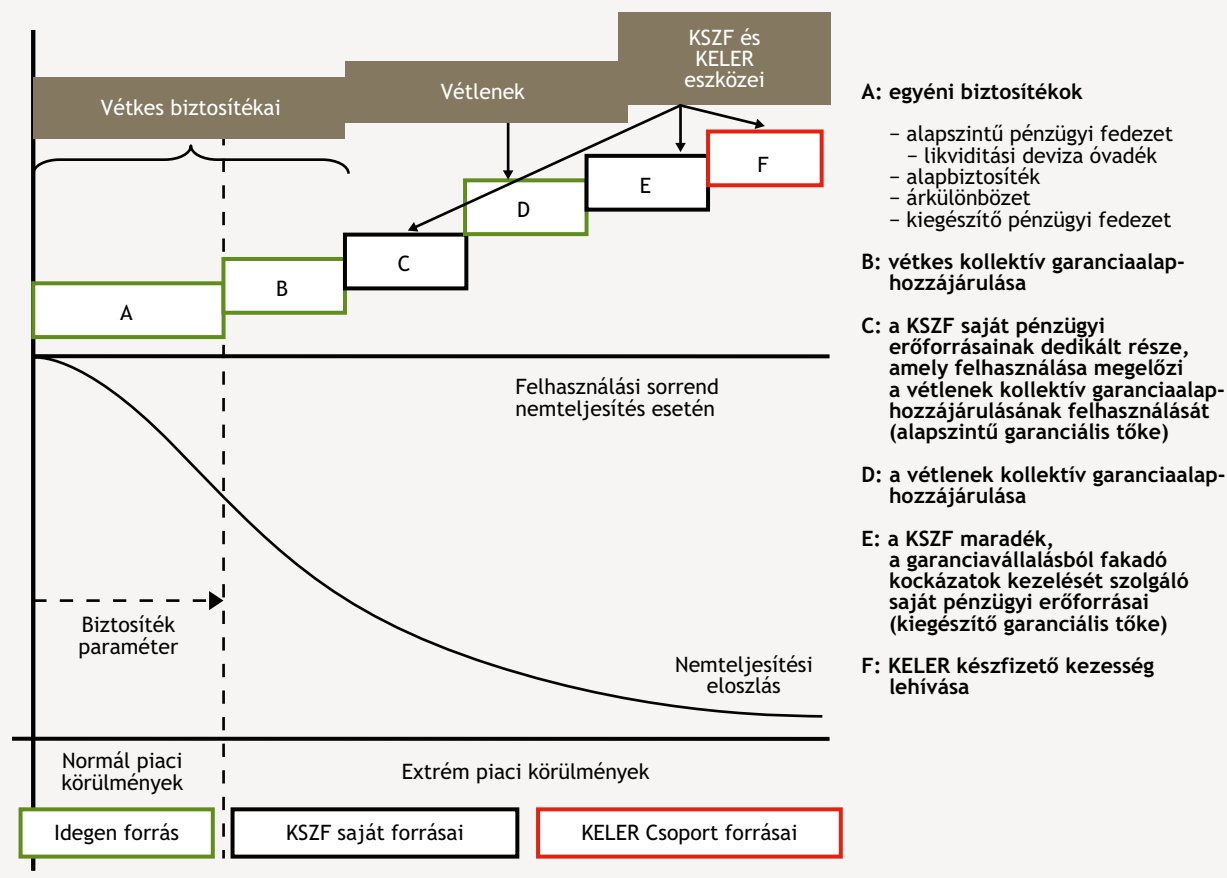 Vétkes biztosítékai
Vétlenek
KSZF és
KELER
eszközei
A
B
C
D
E
F
Felhasználási sorrend
nemteljesítés esetén
Biztosíték
paraméter
Nemteljesítési
eloszlás
Normál piaci
körülmények
Extrém piaci körülmények
Idegen forrás
KSZF saját forrásai
KELER Csoport forrásai
A: egyéni biztosítékok
– alapszintű pénzügyi fedezet
– likviditási deviza óvadék
– alapbiztosíték
– árkülönbözet
– kiegészítő pénzügyi fedezet
B: vétkes kollektív garanciaalap-
hozzájárulása
C: a KSZF saját pénzügyi
erőforrásainak dedikált része,
amely felhasználása megelőzi
a vétlenek kollektív garanciaalap-
hozzájárulásának felhasználását
(alapszintű garanciális tőke)
D: a vétlenek kollektív garanciaalap-
hozzájárulása
E: a KSZF maradék,
a garanciavállalásból fakadó
kockázatok kezelését szolgáló
saját pénzügyi erőforrásai
(kiegészítő garanciális tőke)
F: KELER készfizető kezesség
lehívása